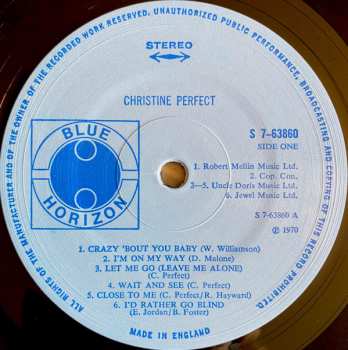 ALL RIGHTS OF THE MANUFACTURER AND OF THE OWNER OF THE RECORDED WORK RESERVED. UNAUTHORIZED PUBLIC PERFORMANCE, BROADCASTING AND COPYING OF THIS RECORD PROHIBITED.
STEREO
CHRISTINE PERFECT
BLUE
HORIZON
S 7-63860
SIDE ONE
1. Robert Mellin Music Ltd.
2. Cop. Con.
3—5. Uncle Doris Music Ltd.
6. Jewel Music Ltd.
S 7-63860 A
℗ 1970
1. CRAZY 'BOUT YOU BABY (W. Williamson)
2. I'M ON MY WAY (D. Malone)
3. LET ME GO (LEAVE ME ALONE)
(C. Perfect)
4. WAIT AND SEE (C. Perfect)
5. CLOSE TO ME (C. Perfect/R. Hayward)
6. I'D RATHER GO BLIND
(E. Jordan/B. Foster)
MADE IN ENGLAND